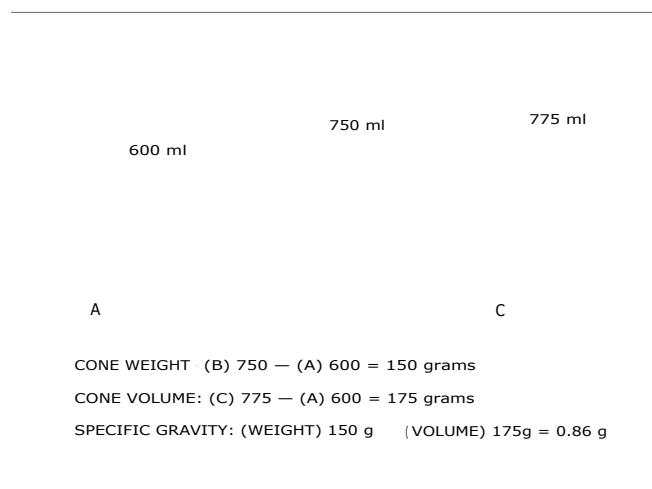 775 ml
750 ml
600 ml
A
C
CONE WEIGHT (B) 750 — (A) 600 = 150 grams
CONE VOLUME: (C) 775 — (A) 600 = 175 grams
SPECIFIC GRAVITY: (WEIGHT) 150 g (VOLUME) 175g = 0.86 g